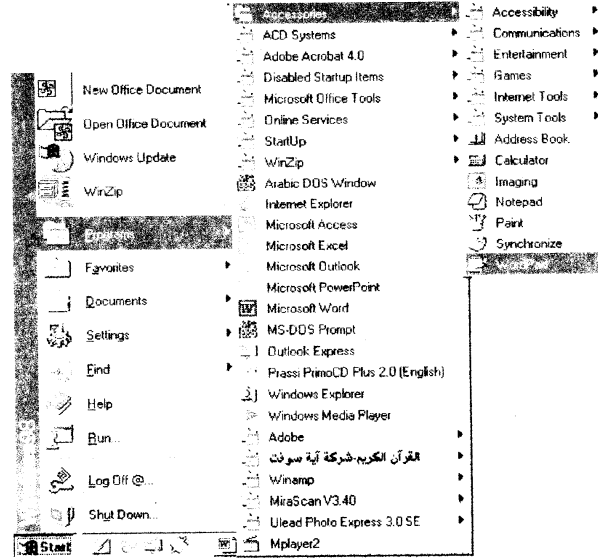 New Office Document
Open Office Document
Windows Update
WinZip
Programs
Favorites
Documents
Settings
Find
Help
Run...
Log Off @...
Shut Down...
Start
Accessories
ACD Systems
Adobe Acrobat 4.0
Disabled Startup Items
Microsoft Office Tools
Online Services
StartUp
WinZip
Arabic DOS Window
Internet Explorer
Microsoft Access
Microsoft Excel
Microsoft Outlook
Microsoft PowerPoint
Microsoft Word
MS-DOS Prompt
Outlook Express
Prassi PrimoCD Plus 2.0 (English)
Windows Explorer
Windows Media Player
Adobe
القرآن الكريم-شركة آية سوفت
Winamp
MiraScan V3.40
Ulead Photo Express 3.0 SE
Mplayer2
Accessibility
Communications
Entertainment
Games
Internet Tools
System Tools
Address Book
Calculator
Imaging
Notepad
Paint
Synchronize